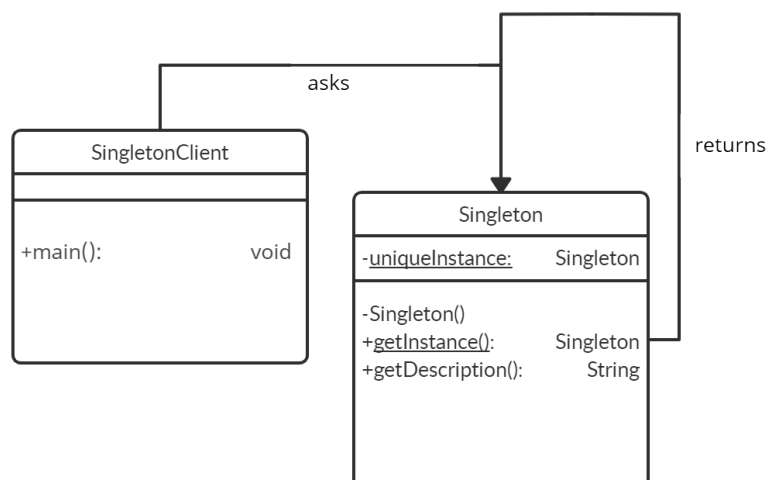 asks
returns
SingletonClient
+main(): void
Singleton
-uniqueInstance: Singleton
-Singleton()
+getInstance(): Singleton
+getDescription(): String